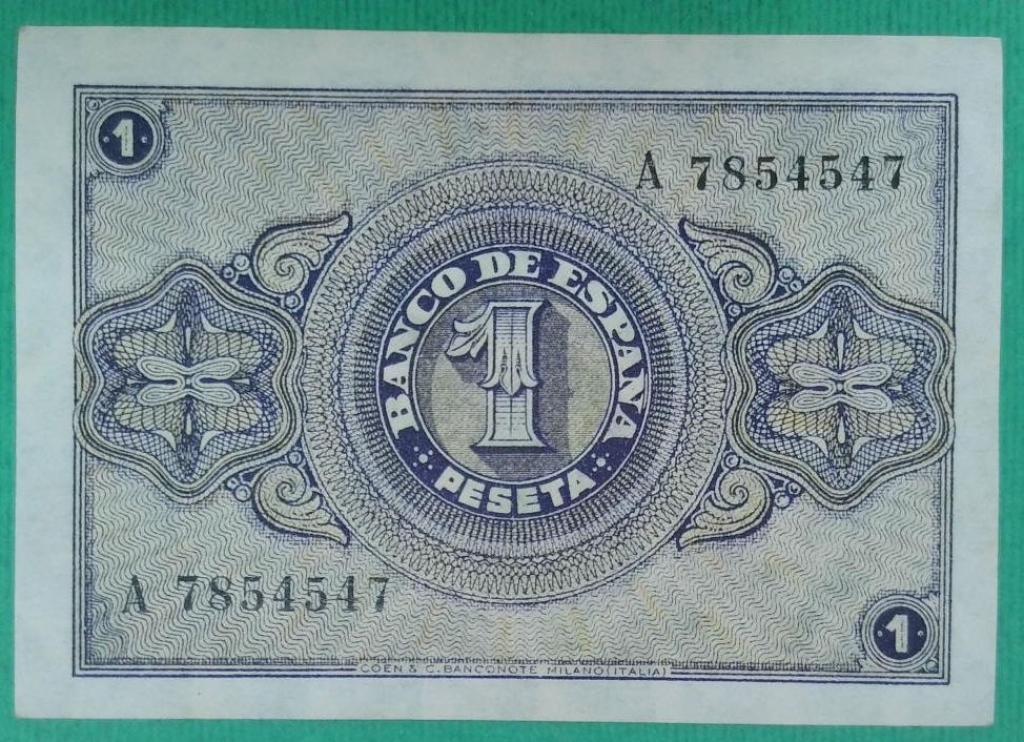 1
A 7854547
BANCO DE ESPAÑA
1
PESETA
A 7854547
1
COEN & C. BANCONOTE MILANO (ITALIA)